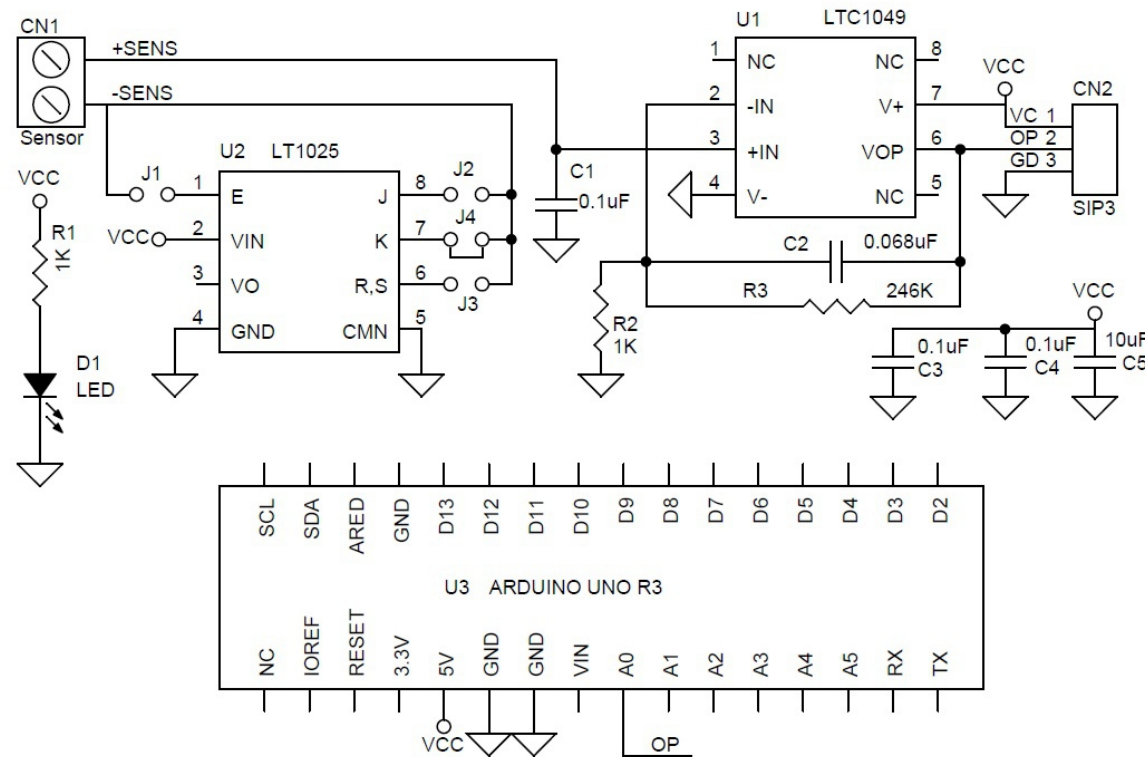 CN1
+SENS
-SENS
Sensor
U2 LT1025
J1
1 E
VCC 2 VIN
3 VO
4 GND
J 8 J2
K 7 J4
R,S 6 J3
CMN 5
VCC
R1
1K
D1
LED
C1
0.1uF
U1 LTC1049
1 NC
2 -IN
3 +IN
4 V-
NC 8
V+ 7
VOP 6
NC 5
VCC
CN2
VC 1
OP 2
GD 3
SIP3
C2 0.068uF
R3 246K
R2
1K
VCC
0.1uF
C3
0.1uF
C4
10uF
C5
SCL SDA ARED GND D13 D12 D11 D10 D9 D8 D7 D6 D5 D4 D3 D2
U3 ARDUINO UNO R3
NC IOREF RESET 3.3V 5V GND GND VIN A0 A1 A2 A3 A4 A5 RX TX
VCC
OP